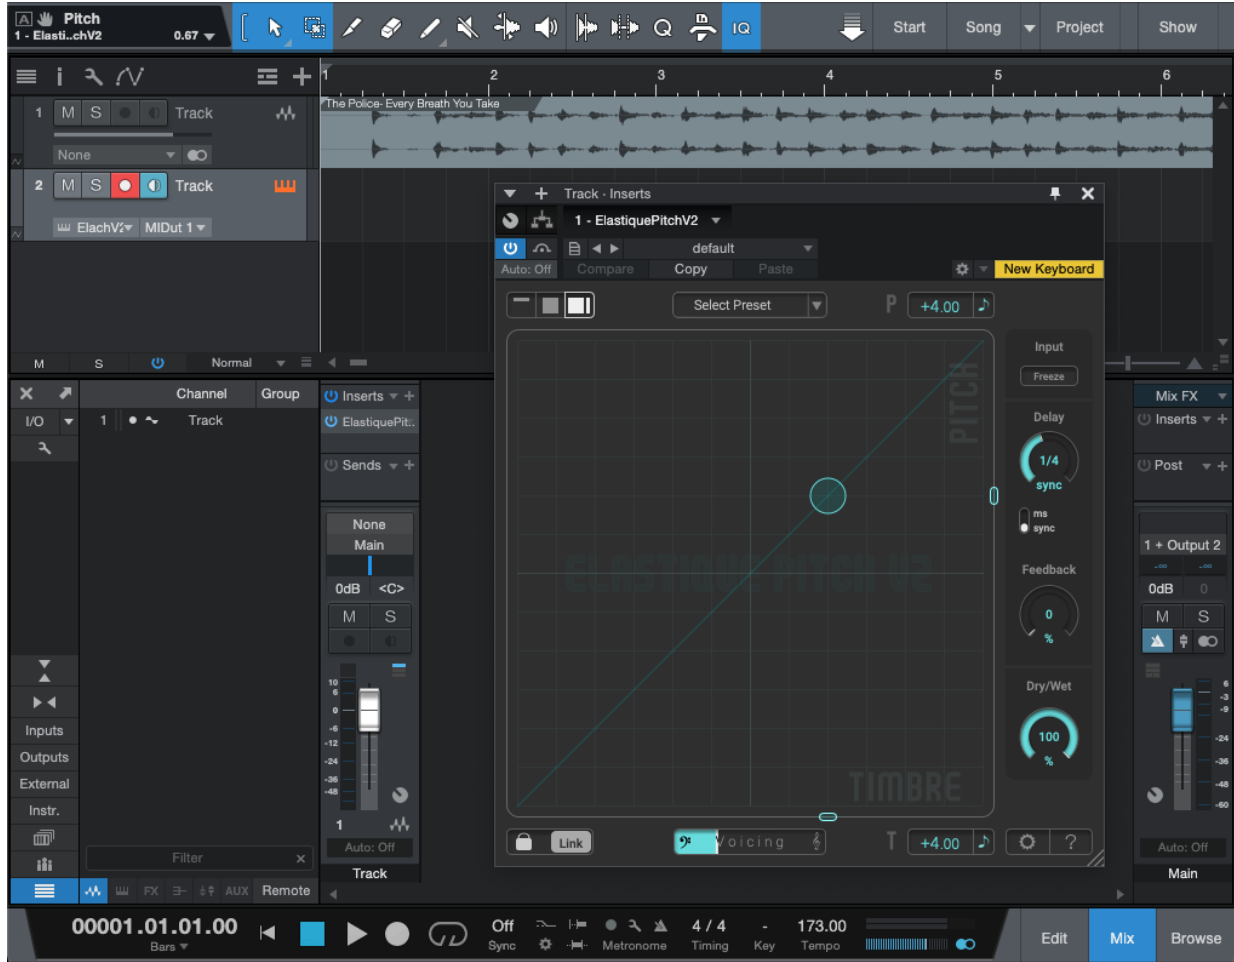 A Pitch
1 - Elasti..chV2 0.67
IQ
Start Song Project Show
1 2 3 4 5 6
1 M S Track
The Police- Every Breath You Take
None
2 M S Track
ElachV2 MIDut 1
Track - Inserts
1 - ElastiquePitchV2
default
Auto: Off Compare Copy Paste New Keyboard
Select Preset P +4.00
M S Normal
Input
Freeze
PITCH
Channel Group
Inserts
Mix FX
I/O 1 Track
ElastiquePit..
Inserts
Delay
1/4
sync
Sends
Post
ms
sync
None
Main
1 + Output 2
ELASTIQUE PITCH V2
Feedback
0dB <C>
0dB 0
M S
M S
0
%
Dry/Wet
100
%
10
6
0
-6
-12
-24
-36
-48
6
-3
-9
-24
-36
-48
-60
Inputs
Outputs
External
Instr.
TIMBRE
1
Auto: Off
Link Voicing T +4.00 ?
Auto: Off
Filter
Track
Main
FX AUX Remote
00001.01.01.00
Bars
Off
Sync
Metronome
4 / 4
Timing
-
Key
173.00
Tempo
Edit Mix Browse